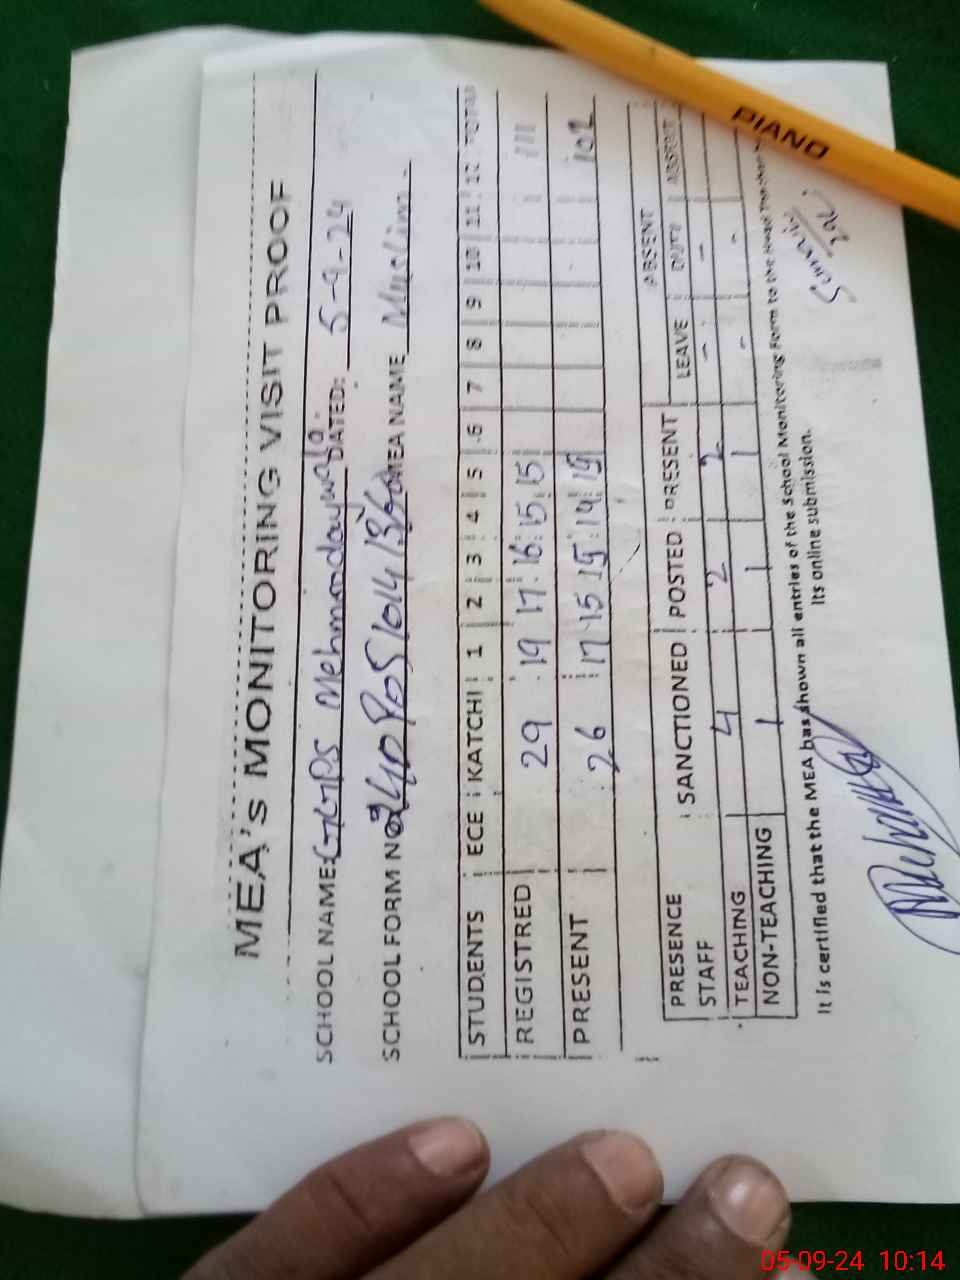 MEA's MONITORING VISIT PROOF
SCHOOL NAME: GGPS Mehmondaywala DATED: 5-9-24
SCHOOL FORM NO MEA NAME Muslim.
STUDENTS ECE KATCHI 1 2 3 4 5 6 7 8 9 10 11 12 TOTAL
REGISTRED 29 19 17 16 15 15 111
PRESENT 26 17 15 15 14 15 102
ABSENT
PRESENCE STAFF SANCTIONED POSTED PRESENT LEAVE DUTY ABSENT
TEACHING 4 2 2 - -
NON-TEACHING 1 1 1 - -
It is certified that the MEA has shown all entries of the School Monitoring Form to the Head Teacher
Its online submission.
PIANO
05-09-24 10:14